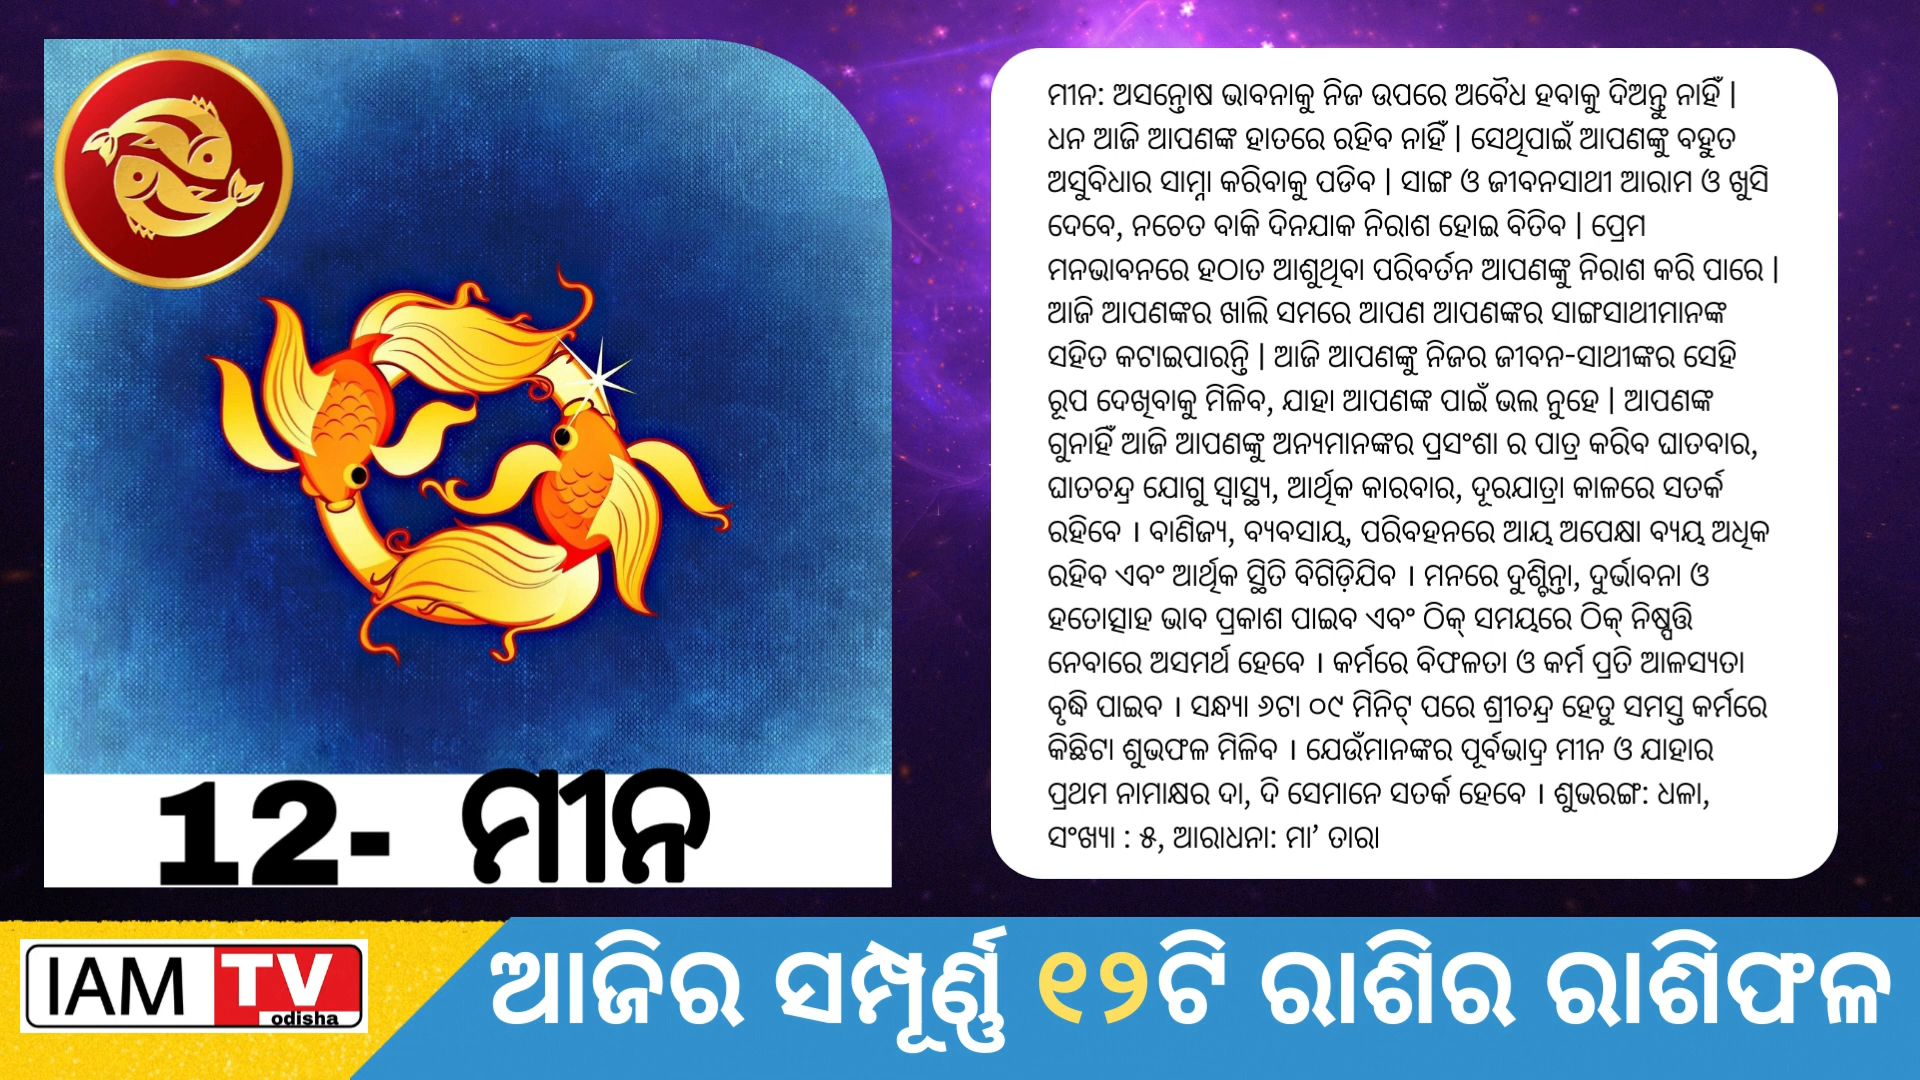 12- ମୀନ
ମୀନ: ଅସନ୍ତୋଷ ଭାବନାକୁ ନିଜ ଉପରେ ଅବୈଧ ହବାକୁ ଦିଅନ୍ତୁ ନାହିଁ |
ଧନ ଆଜି ଆପଣଙ୍କ ହାତରେ ରହିବ ନାହିଁ | ସେଥିପାଇଁ ଆପଣଙ୍କୁ ବହୁତ
ଅସୁବିଧାର ସାମ୍ନା କରିବାକୁ ପଡିବ | ସାଙ୍ଗ ଓ ଜୀବନସାଥୀ ଆରାମ ଓ ଖୁସି
ଦେବେ, ନଚେତ ବାକି ଦିନଯାକ ନିରାଶ ହୋଇ ବିତିବ | ପ୍ରେମ
ମନଭାବନରେ ହଠାତ ଆଶୁଥିବା ପରିବର୍ତନ ଆପଣଙ୍କୁ ନିରାଶ କରି ପାରେ |
ଆଜି ଆପଣଙ୍କର ଖାଲି ସମରେ ଆପଣ ଆପଣଙ୍କର ସାଙ୍ଗସାଥୀମାନଙ୍କ
ସହିତ କଟାଇପାରନ୍ତି | ଆଜି ଆପଣଙ୍କୁ ନିଜର ଜୀବନ-ସାଥୀଙ୍କର ସେହି
ରୂପ ଦେଖିବାକୁ ମିଳିବ, ଯାହା ଆପଣଙ୍କ ପାଇଁ ଭଲ ନୁହେ | ଆପଣଙ୍କ
ଗୁନାହିଁ ଆଜି ଆପଣଙ୍କୁ ଅନ୍ୟମାନଙ୍କର ପ୍ରସଂଶା ର ପାତ୍ର କରିବ ଘାତବାର,
ଘାତଚନ୍ଦ୍ର ଯୋଗୁ ସ୍ୱାସ୍ଥ୍ୟ, ଆର୍ଥିକ କାରବାର, ଦୂରଯାତ୍ରା କାଳରେ ସତର୍କ
ରହିବେ । ବାଣିଜ୍ୟ, ବ୍ୟବସାୟ, ପରିବହନରେ ଆୟ ଅପେକ୍ଷା ବ୍ୟୟ ଅଧିକ
ରହିବ ଏବଂ ଆର୍ଥିକ ସ୍ଥିତି ବିଗିଡ଼ିଯିବ । ମନରେ ଦୁଶ୍ଚିନ୍ତା, ଦୁର୍ଭାବନା ଓ
ହତୋତ୍ସାହ ଭାବ ପ୍ରକାଶ ପାଇବ ଏବଂ ଠିକ୍ ସମୟରେ ଠିକ୍ ନିଷ୍ପତ୍ତି
ନେବାରେ ଅସମର୍ଥ ହେବେ । କର୍ମରେ ବିଫଳତା ଓ କର୍ମ ପ୍ରତି ଆଳସ୍ୟତା
ବୃଦ୍ଧି ପାଇବ । ସନ୍ଧ୍ୟା ୬ଟା ୦୯ ମିନିଟ୍ ପରେ ଶ୍ରୀଚନ୍ଦ୍ର ହେତୁ ସମସ୍ତ କର୍ମରେ
କିଛିଟା ଶୁଭଫଳ ମିଳିବ । ଯେଉଁମାନଙ୍କର ପୂର୍ବଭାଦ୍ର ମୀନ ଓ ଯାହାର
ପ୍ରଥମ ନାମାକ୍ଷର ଦା, ଦି ସେମାନେ ସତର୍କ ହେବେ । ଶୁଭରଙ୍ଗ: ଧଳା,
ସଂଖ୍ୟା : ୫, ଆରାଧନା: ମା’ ତାରା
IAM TV
odisha
ଆଜିର ସମ୍ପୂର୍ଣ୍ଣ ୧୨ଟି ରାଶିର ରାଶିଫଳ